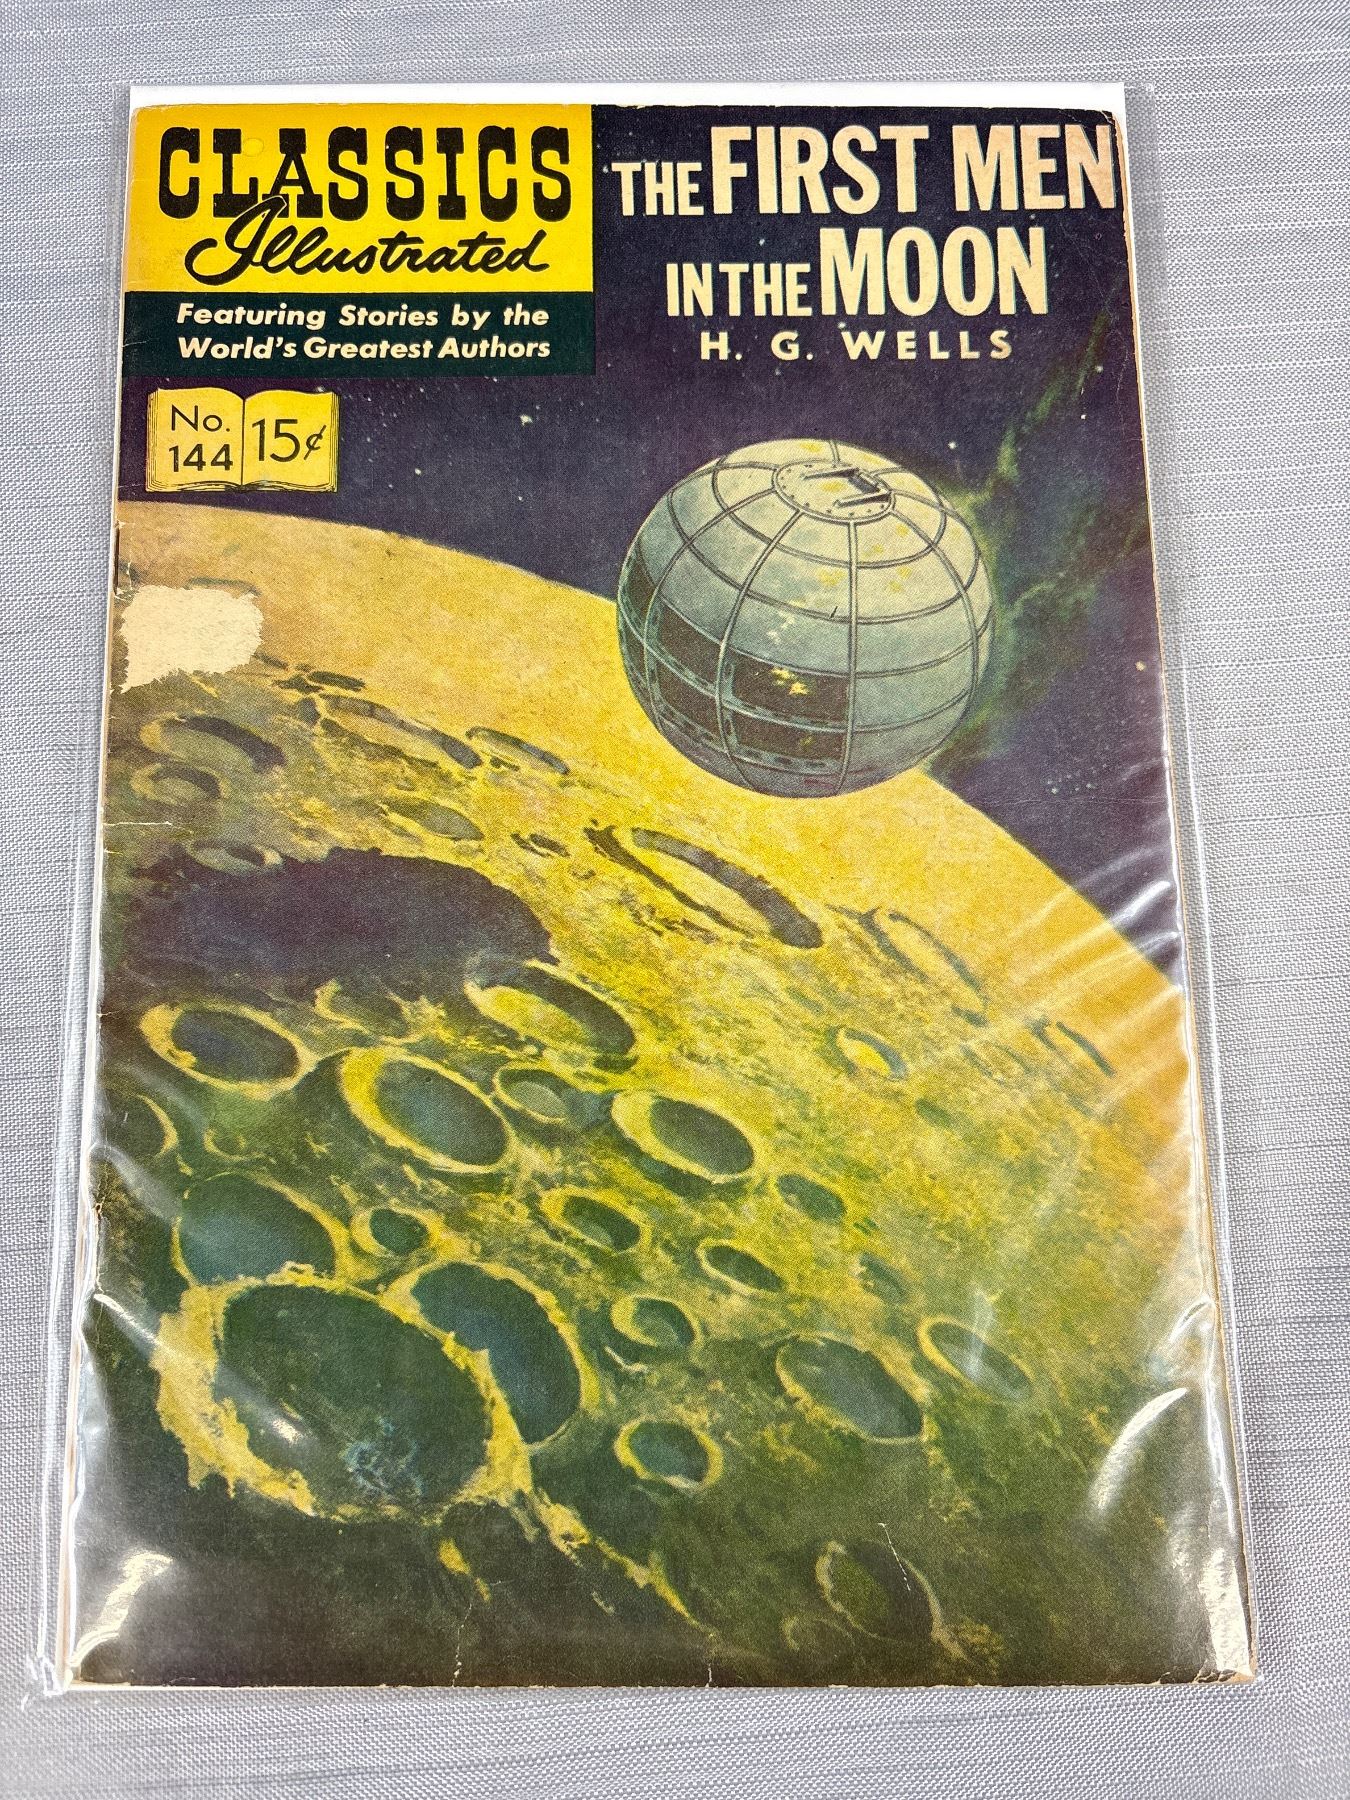 CLASSICS
Illustrated
Featuring Stories by the
World's Greatest Authors
No.
144
15¢
THE FIRST MEN
IN THE MOON
H. G. WELLS